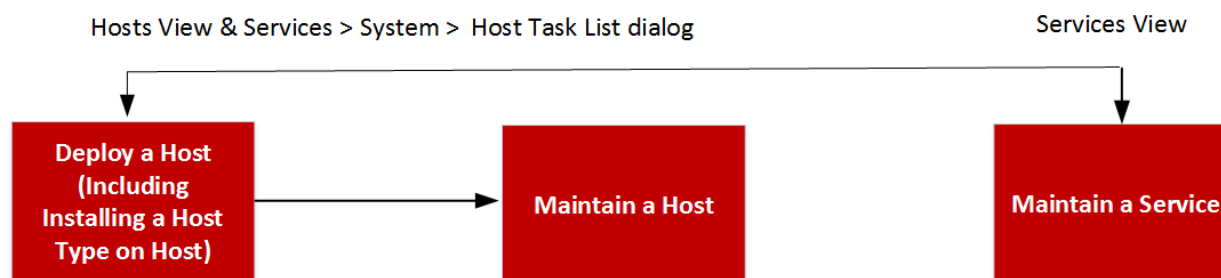 Hosts View & Services > System > Host Task List dialog
Services View
Deploy a Host
(Including
Installing a Host
Type on Host)
Maintain a Host
Maintain a Service